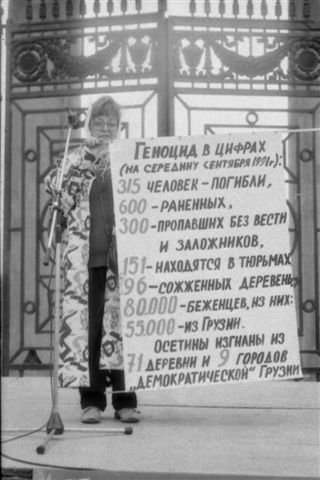 ГЕНОЦИД В ЦИФРАХ
(НА СЕРЕДИНУ СЕНТЯБРЯ 1991г.):
315 ЧЕЛОВЕК – ПОГИБЛИ,
600 – РАНЕННЫХ,
300 – ПРОПАВШИХ БЕЗ ВЕСТИ
И ЗАЛОЖНИКОВ,
151 – НАХОДЯТСЯ В ТЮРЬМАХ
96 – СОЖЖЕННЫХ ДЕРЕВЕНЬ,
80.000 – БЕЖЕНЦЕВ, ИЗ НИХ:
55.000 – ИЗ ГРУЗИИ.
ОСЕТИНЫ ИЗГНАНЫ ИЗ
71 ДЕРЕВНИ И 9 ГОРОДОВ
„ДЕМОКРАТИЧЕСКОЙ" ГРУЗИИ